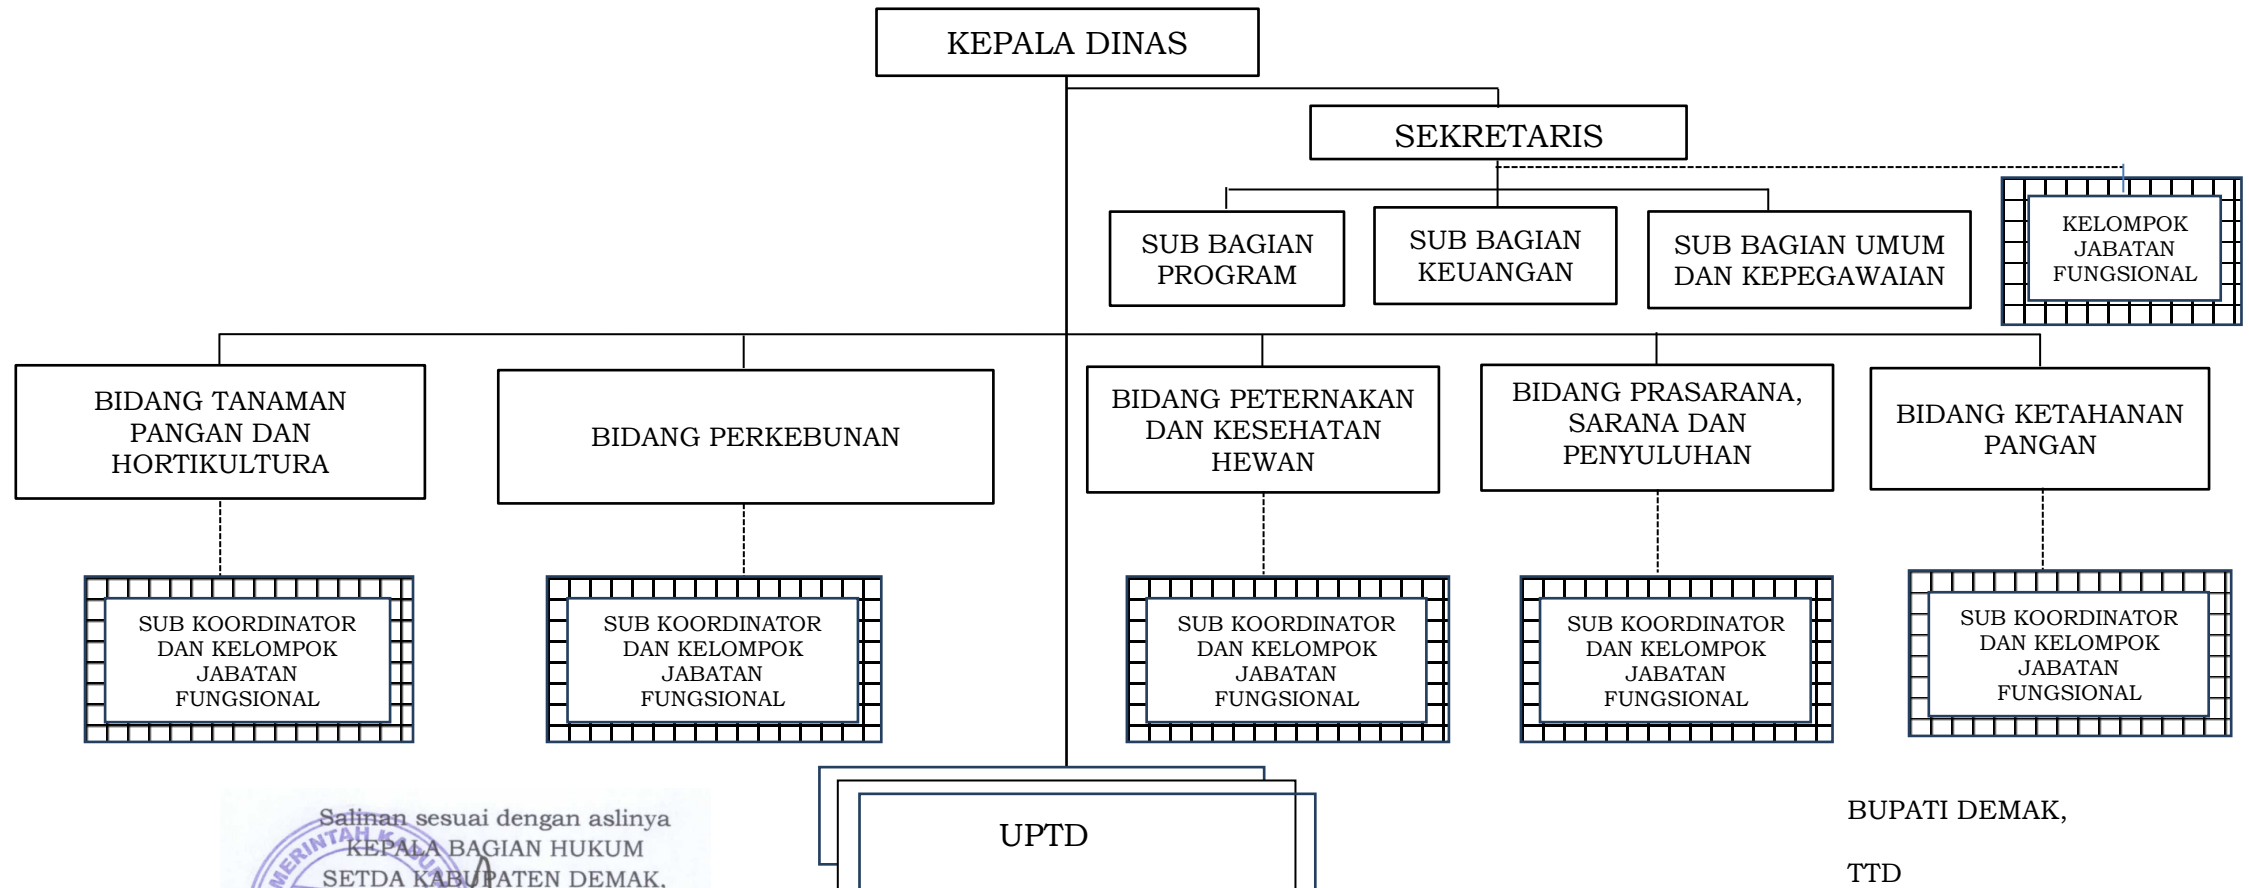 KEPALA DINAS
SEKRETARIS
SUB BAGIAN
PROGRAM
SUB BAGIAN
KEUANGAN
SUB BAGIAN UMUM
DAN KEPEGAWAIAN
KELOMPOK
JABATAN
FUNGSIONAL
BIDANG TANAMAN
PANGAN DAN
HORTIKULTURA
BIDANG PERKEBUNAN
BIDANG PETERNAKAN
DAN KESEHATAN
HEWAN
BIDANG PRASARANA,
SARANA DAN
PENYULUHAN
BIDANG KETAHANAN
PANGAN
SUB KOORDINATOR
DAN KELOMPOK
JABATAN
FUNGSIONAL
SUB KOORDINATOR
DAN KELOMPOK
JABATAN
FUNGSIONAL
SUB KOORDINATOR
DAN KELOMPOK
JABATAN
FUNGSIONAL
SUB KOORDINATOR
DAN KELOMPOK
JABATAN
FUNGSIONAL
SUB KOORDINATOR
DAN KELOMPOK
JABATAN
FUNGSIONAL
Salinan sesuai dengan aslinya
KEPALA BAGIAN HUKUM
SETDA KABUPATEN DEMAK,
UPTD
BUPATI DEMAK,
TTD